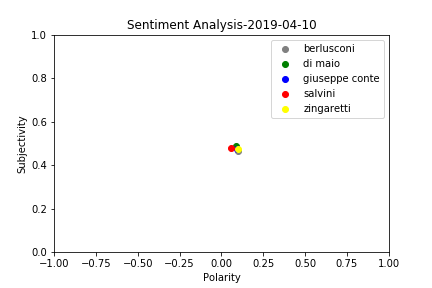 Sentiment Analysis-2019-04-10
berlusconi
di maio
giuseppe conte
salvini
zingaretti
1.0
0.8
0.6
0.4
0.2
0.0
Subjectivity
−1.00 −0.75 −0.50 −0.25 0.00 0.25 0.50 0.75 1.00
Polarity